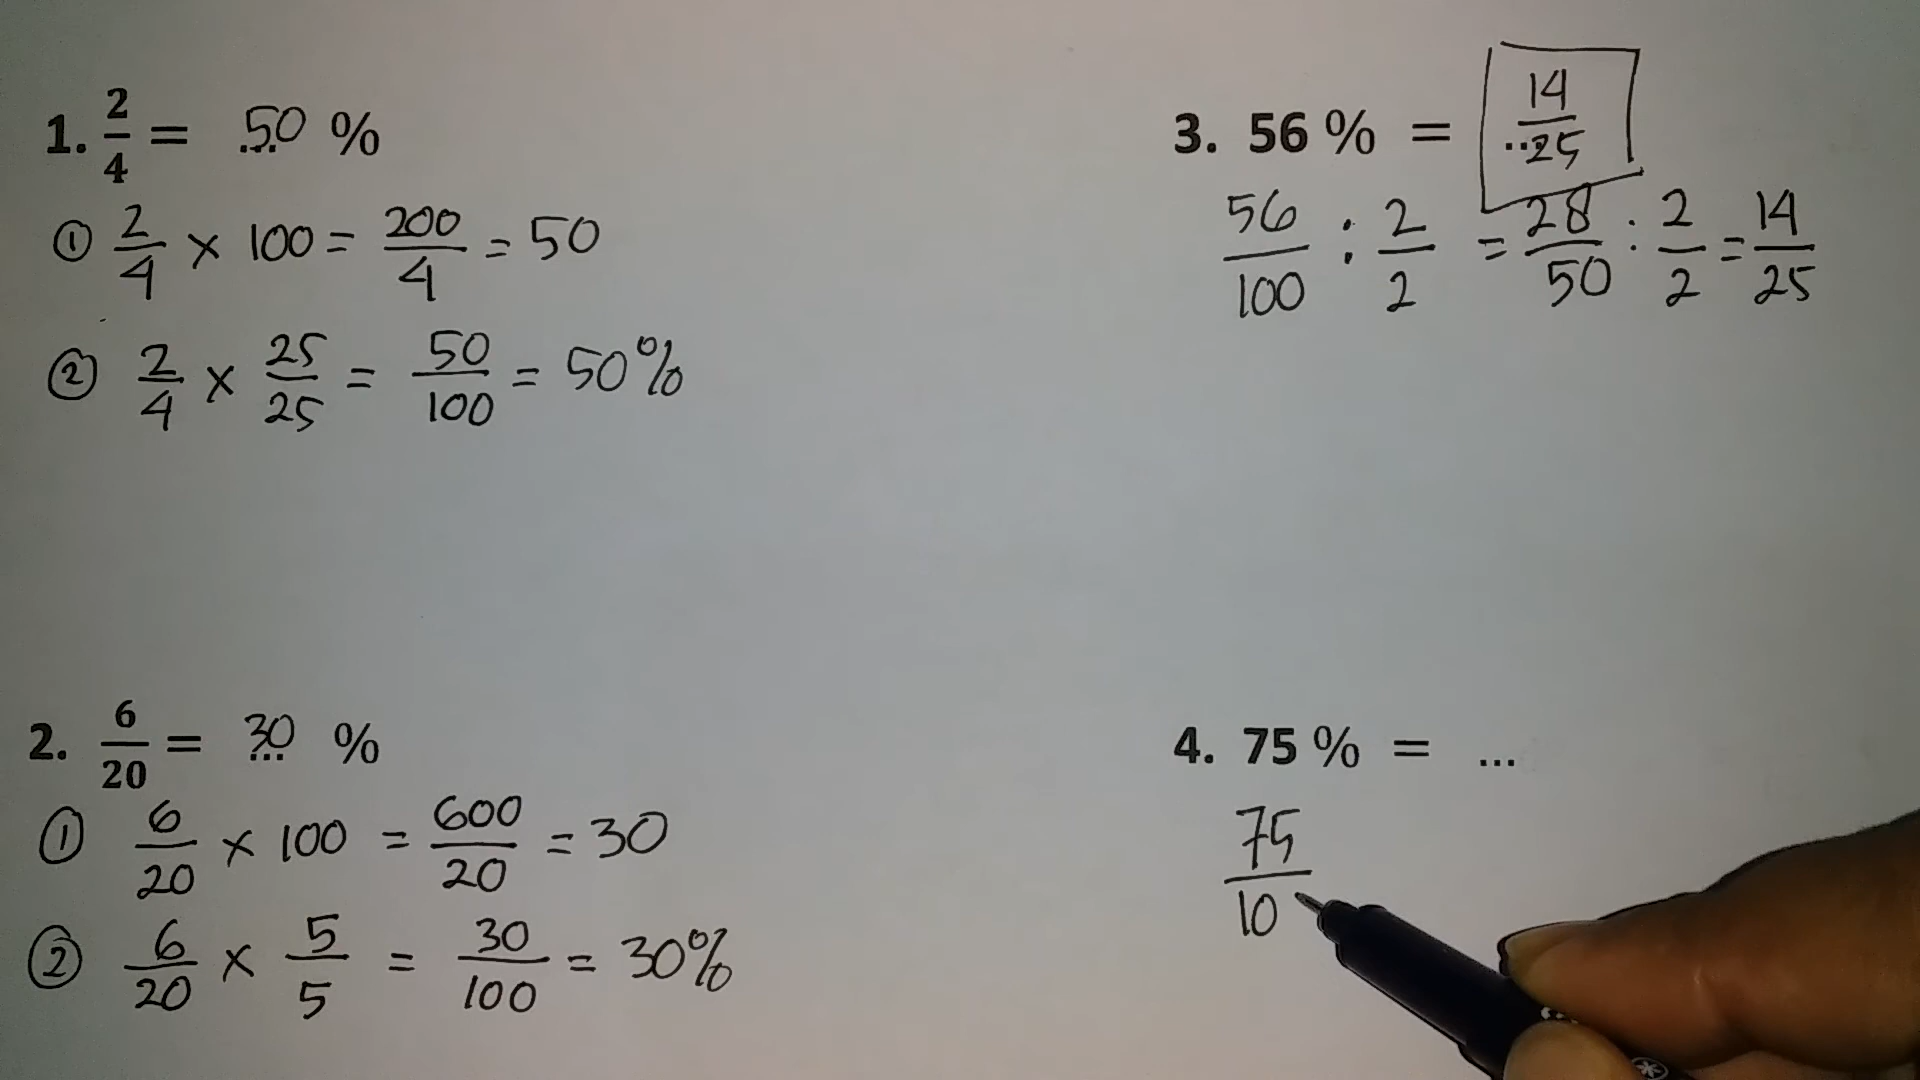 1. 2/4 = ...50 %
① 2/4 × 100 = 200/4 = 50
② 2/4 × 25/25 = 50/100 = 50%
2. 6/20 = ...30 %
① 6/20 × 100 = 600/20 = 30
② 6/20 × 5/5 = 30/100 = 30%
3. 56 % = ...14/25
56/100 : 2/2 = 28/50 : 2/2 = 14/25
4. 75 % = ...
75/10